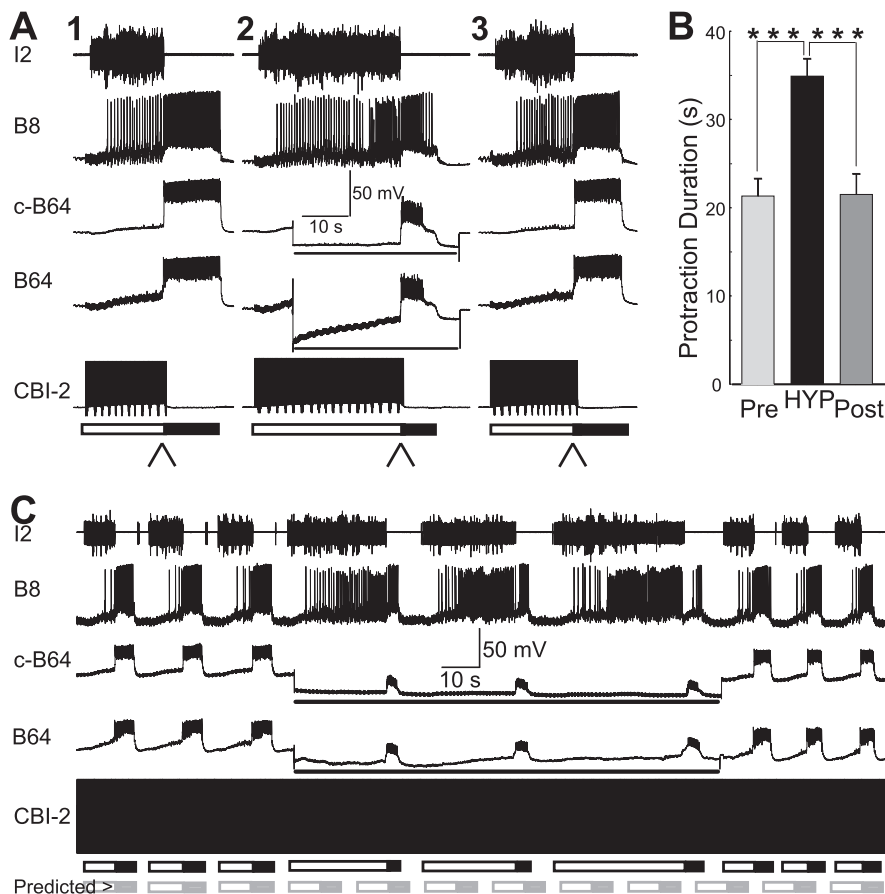 A
1
2
3
I2
B8
c-B64
50 mV
10 s
B64
CBI-2
B
* * * * * *
Protraction Duration (s)
40
30
20
10
0
Pre
HYP
Post
C
I2
B8
c-B64
50 mV
10 s
B64
CBI-2
Predicted >